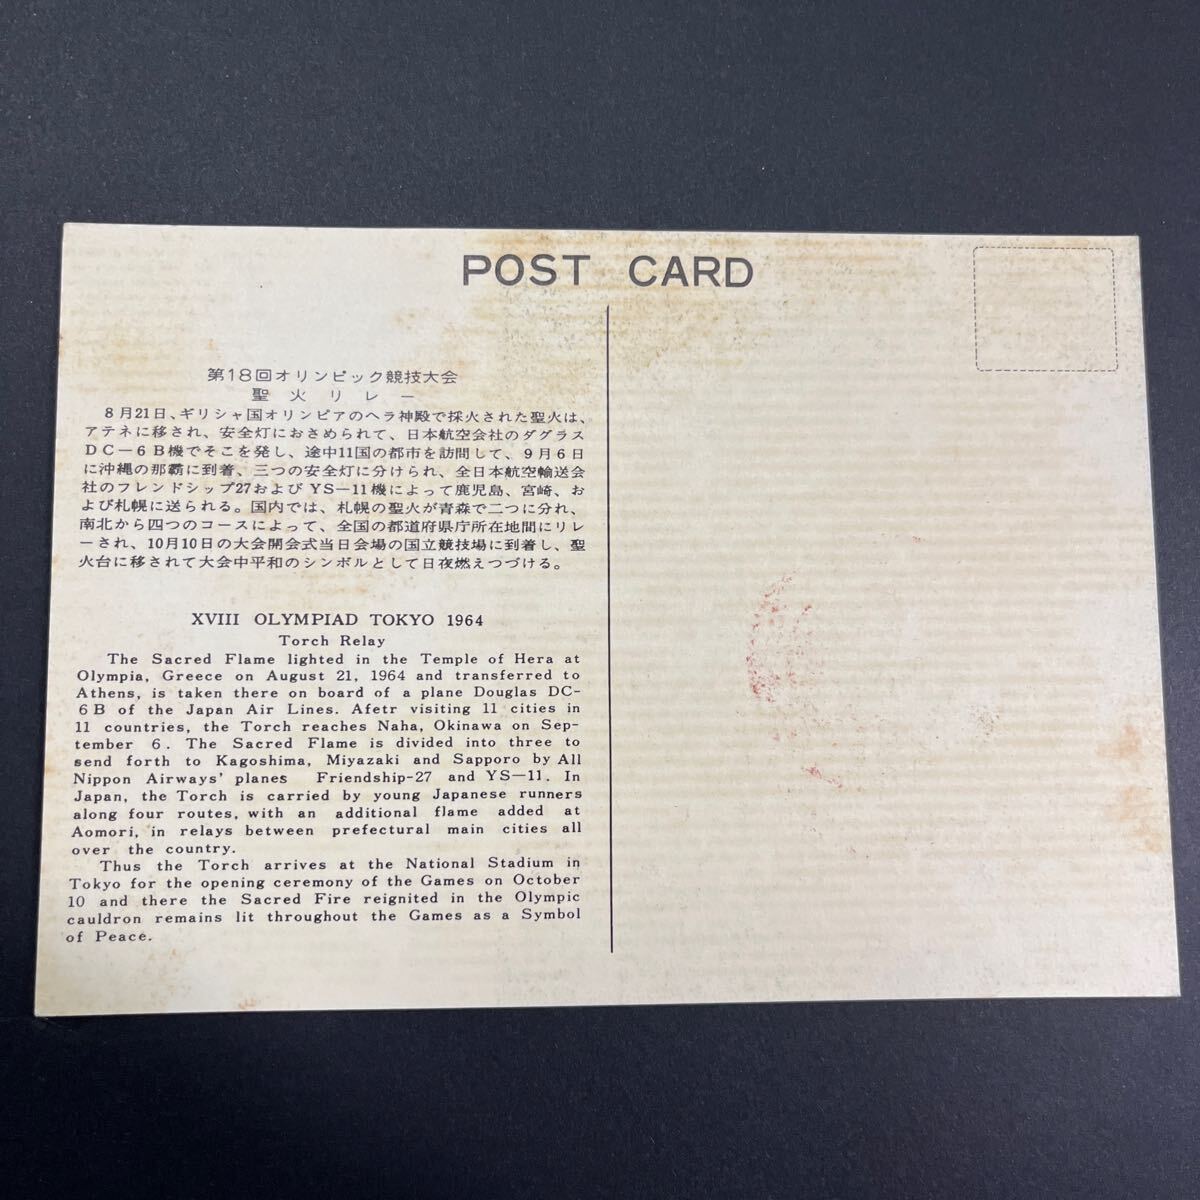 POST CARD
第18回オリンピック競技大会
聖火リレー
8月21日、ギリシャ国オリンピアのヘラ神殿で採火された聖火は、
アテネに移され、安全灯におさめられて、日本航空会社のダグラス
DC—6B機でそこを発し、途中11国の都市を訪問して、9月6日
に沖縄の那覇に到着、三つの安全灯に分けられ、全日本航空輸送会
社のフレンドシップ27およびYS—11機によって鹿児島、宮崎、お
よび札幌に送られる。国内では、札幌の聖火が青森で二つに分れ、
南北から四つのコースによって、全国の都道府県庁所在地間にリレ
ーされ、10月10日の大会開会式当日会場の国立競技場に到着し、聖
火台に移されて大会中平和のシンボルとして日夜燃えつづける。
XVIII OLYMPIAD TOKYO 1964
Torch Relay
The Sacred Flame lighted in the Temple of Hera at
Olympia, Greece on August 21, 1964 and transferred to
Athens, is taken there on board of a plane Douglas DC-
6B of the Japan Air Lines. Afetr visiting 11 cities in
11 countries, the Torch reaches Naha, Okinawa on Sep-
tember 6. The Sacred Flame is divided into three to
send forth to Kagoshima, Miyazaki and Sapporo by All
Nippon Airways' planes Friendship-27 and YS—11. In
Japan, the Torch is carried by young Japanese runners
along four routes, with an additional flame added at
Aomori, in relays between prefectural main cities all
over the country.
Thus the Torch arrives at the National Stadium in
Tokyo for the opening ceremony of the Games on October
10 and there the Sacred Fire reignited in the Olympic
cauldron remains lit throughout the Games as a Symbol
of Peace.